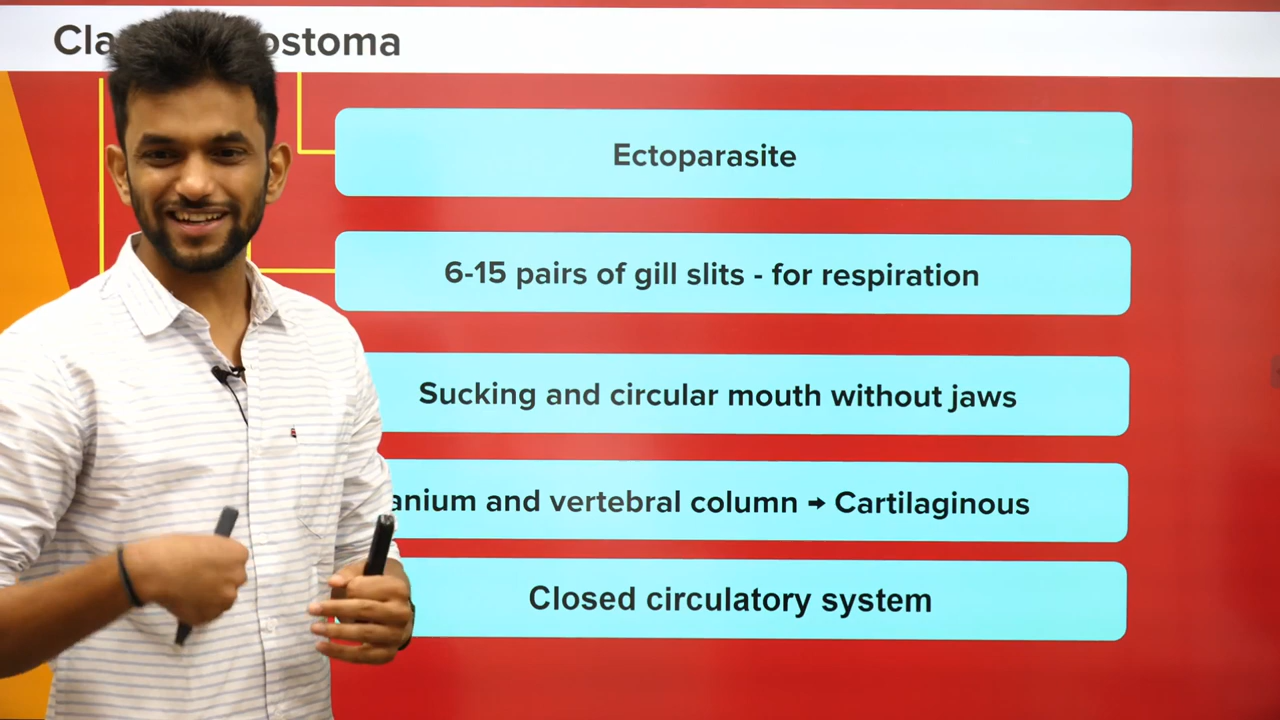 Cla ostoma
Ectoparasite
6-15 pairs of gill slits - for respiration
Sucking and circular mouth without jaws
anium and vertebral column → Cartilaginous
Closed circulatory system